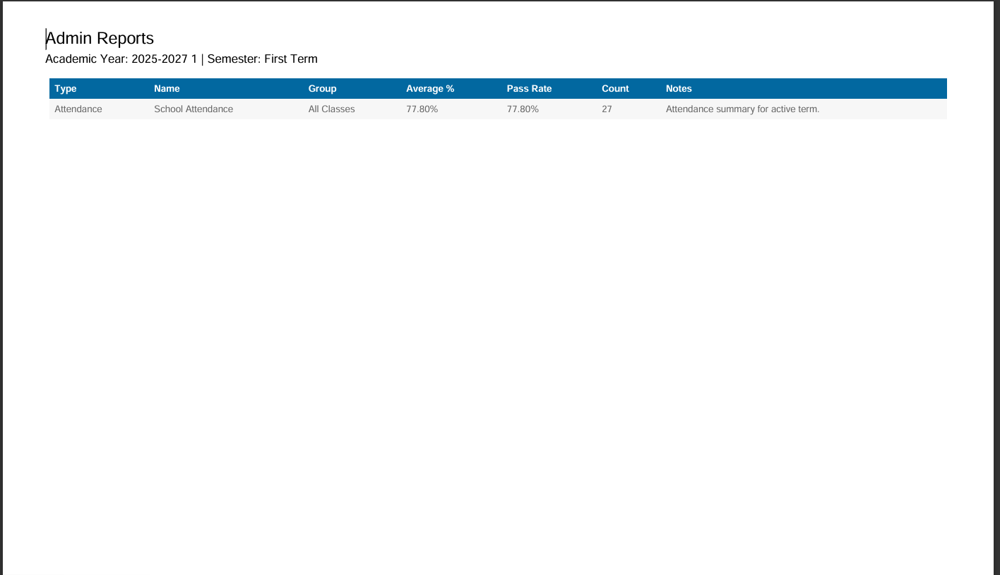 Admin Reports
Academic Year: 2025-2027 1 | Semester: First Term
Type Name Group Average % Pass Rate Count Notes
Attendance School Attendance All Classes 77.80% 77.80% 27 Attendance summary for active term.